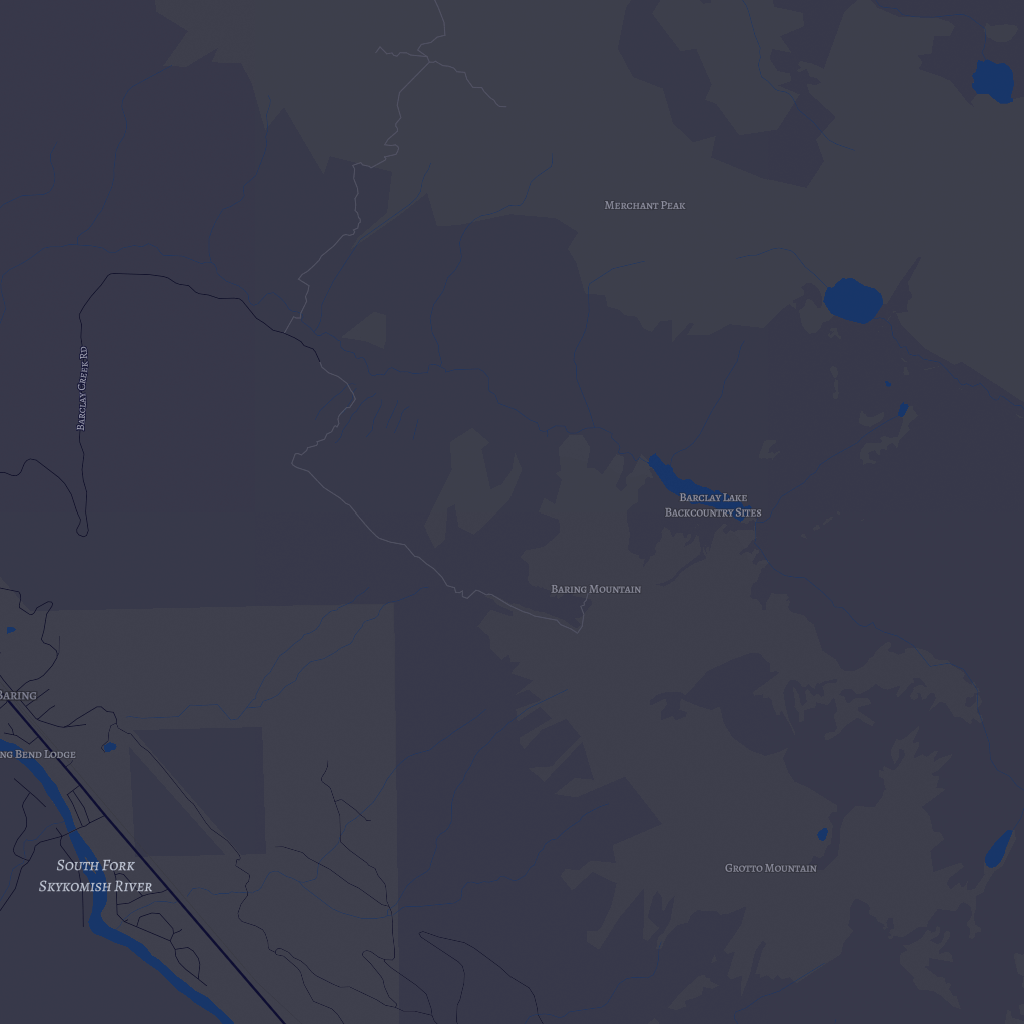 Merchant Peak
Barclay Creek Rd
Barclay Lake
Backcountry Sites
Baring Mountain
Baring
ng Bend Lodge
South Fork
Skykomish River
Grotto Mountain